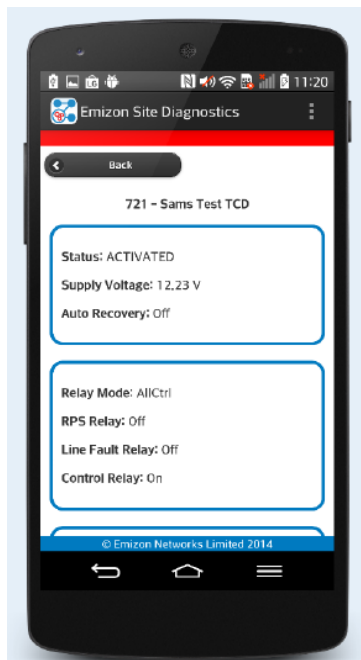 11:20
Emizon Site Diagnostics
Back
721 - Sams Test TCD
Status: ACTIVATED
Supply Voltage: 12.23 V
Auto Recovery: Off
Relay Mode: AllCtrl
RPS Relay: Off
Line Fault Relay: Off
Control Relay: On
© Emizon Networks Limited 2014